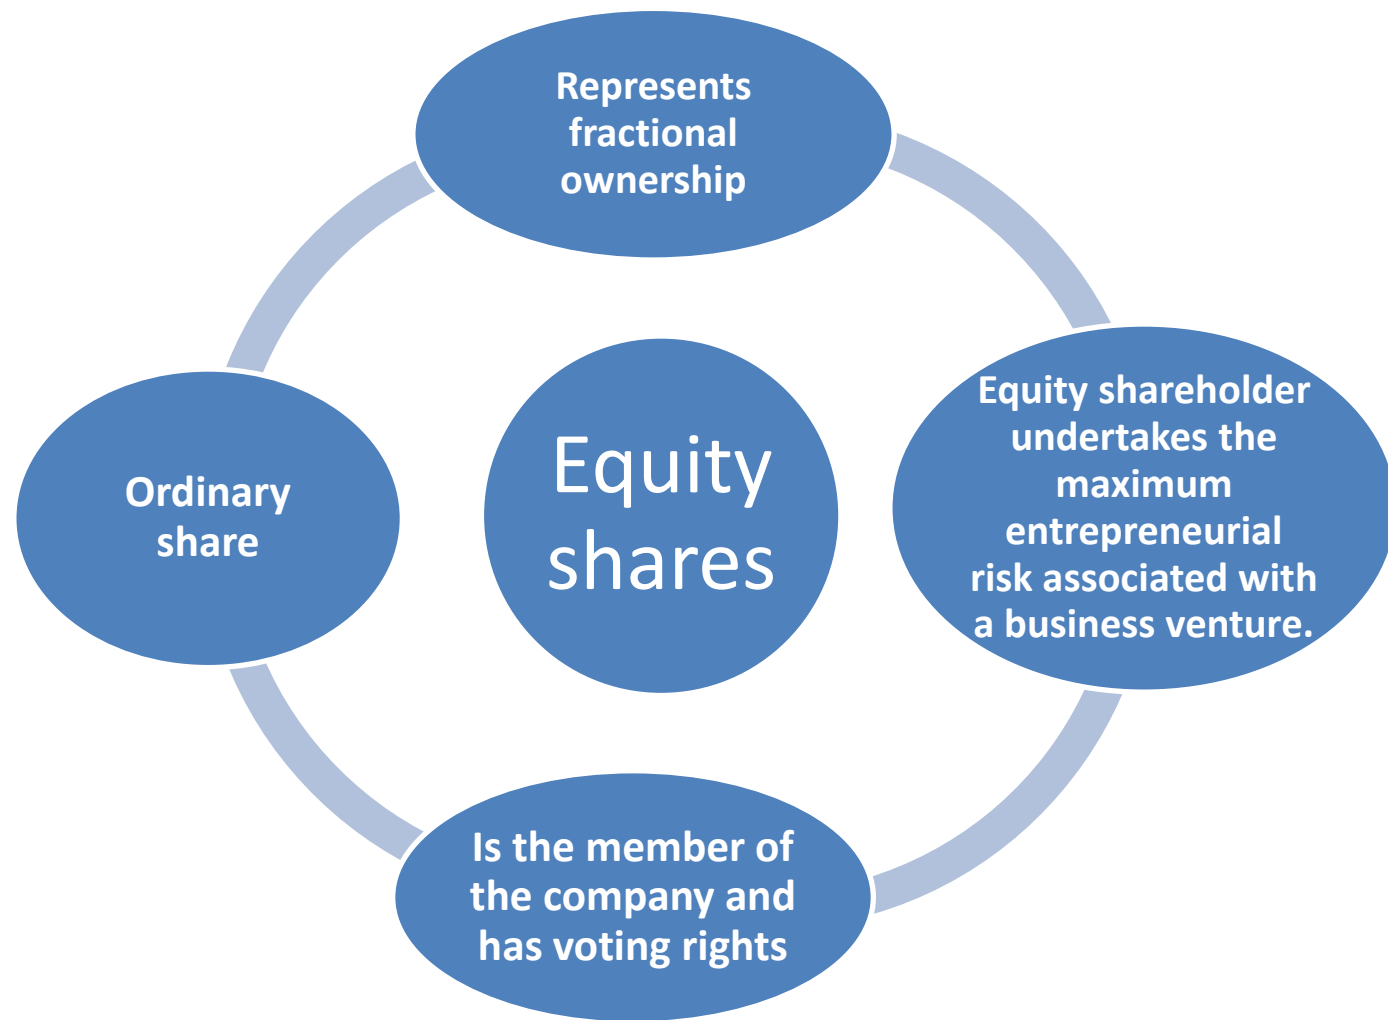 Represents
fractional
ownership
Equity shareholder
undertakes the
maximum
entrepreneurial
risk associated with
a business venture.
Is the member of
the company and
has voting rights
Ordinary
share
Equity
shares